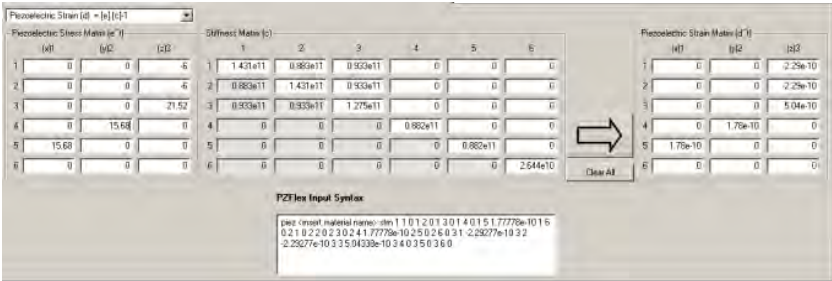 Piezoelectric Strain (d) = [e].[c]-1
Piezoelectric Stress Matrix (e^t) Stiffness Matrix (c) Piezoelectric Strain Matrix (d^t)
(x)1 (y)2 (z)3 1 2 3 4 5 6 (x)1 (y)2 (z)3
1 0 0 -6 1 1.431e11 0.883e11 0.933e11 0 0 0 1 0 0 -2.29e-10
2 0 0 -6 2 0.883e11 1.431e11 0.933e11 0 0 0 2 0 0 -2.29e-10
3 0 0 21.52 3 0.933e11 0.933e11 1.275e11 0 0 0 3 0 0 5.04e-10
4 0 15.68 0 4 0 0 0 0.882e11 0 0 4 0 1.78e-10 0
5 15.68 0 0 5 0 0 0 0 0.882e11 0 5 1.78e-10 0 0
6 0 0 0 6 0 0 0 0 0 2.644e10 6 0 0 0
Clear All
PZFlex Input Syntax
piez <insert material name> stm 1 1 0 1 2 0 1 3 0 1 4 0 1 5 1.77778e-10 1 6
0 2 1 0 2 2 0 2 3 0 2 4 1.77778e-10 2 5 0 2 6 0 3 1 -2.29277e-10 3 2
-2.29277e-10 3 3 5.04338e-10 3 4 0 3 5 0 3 6 0